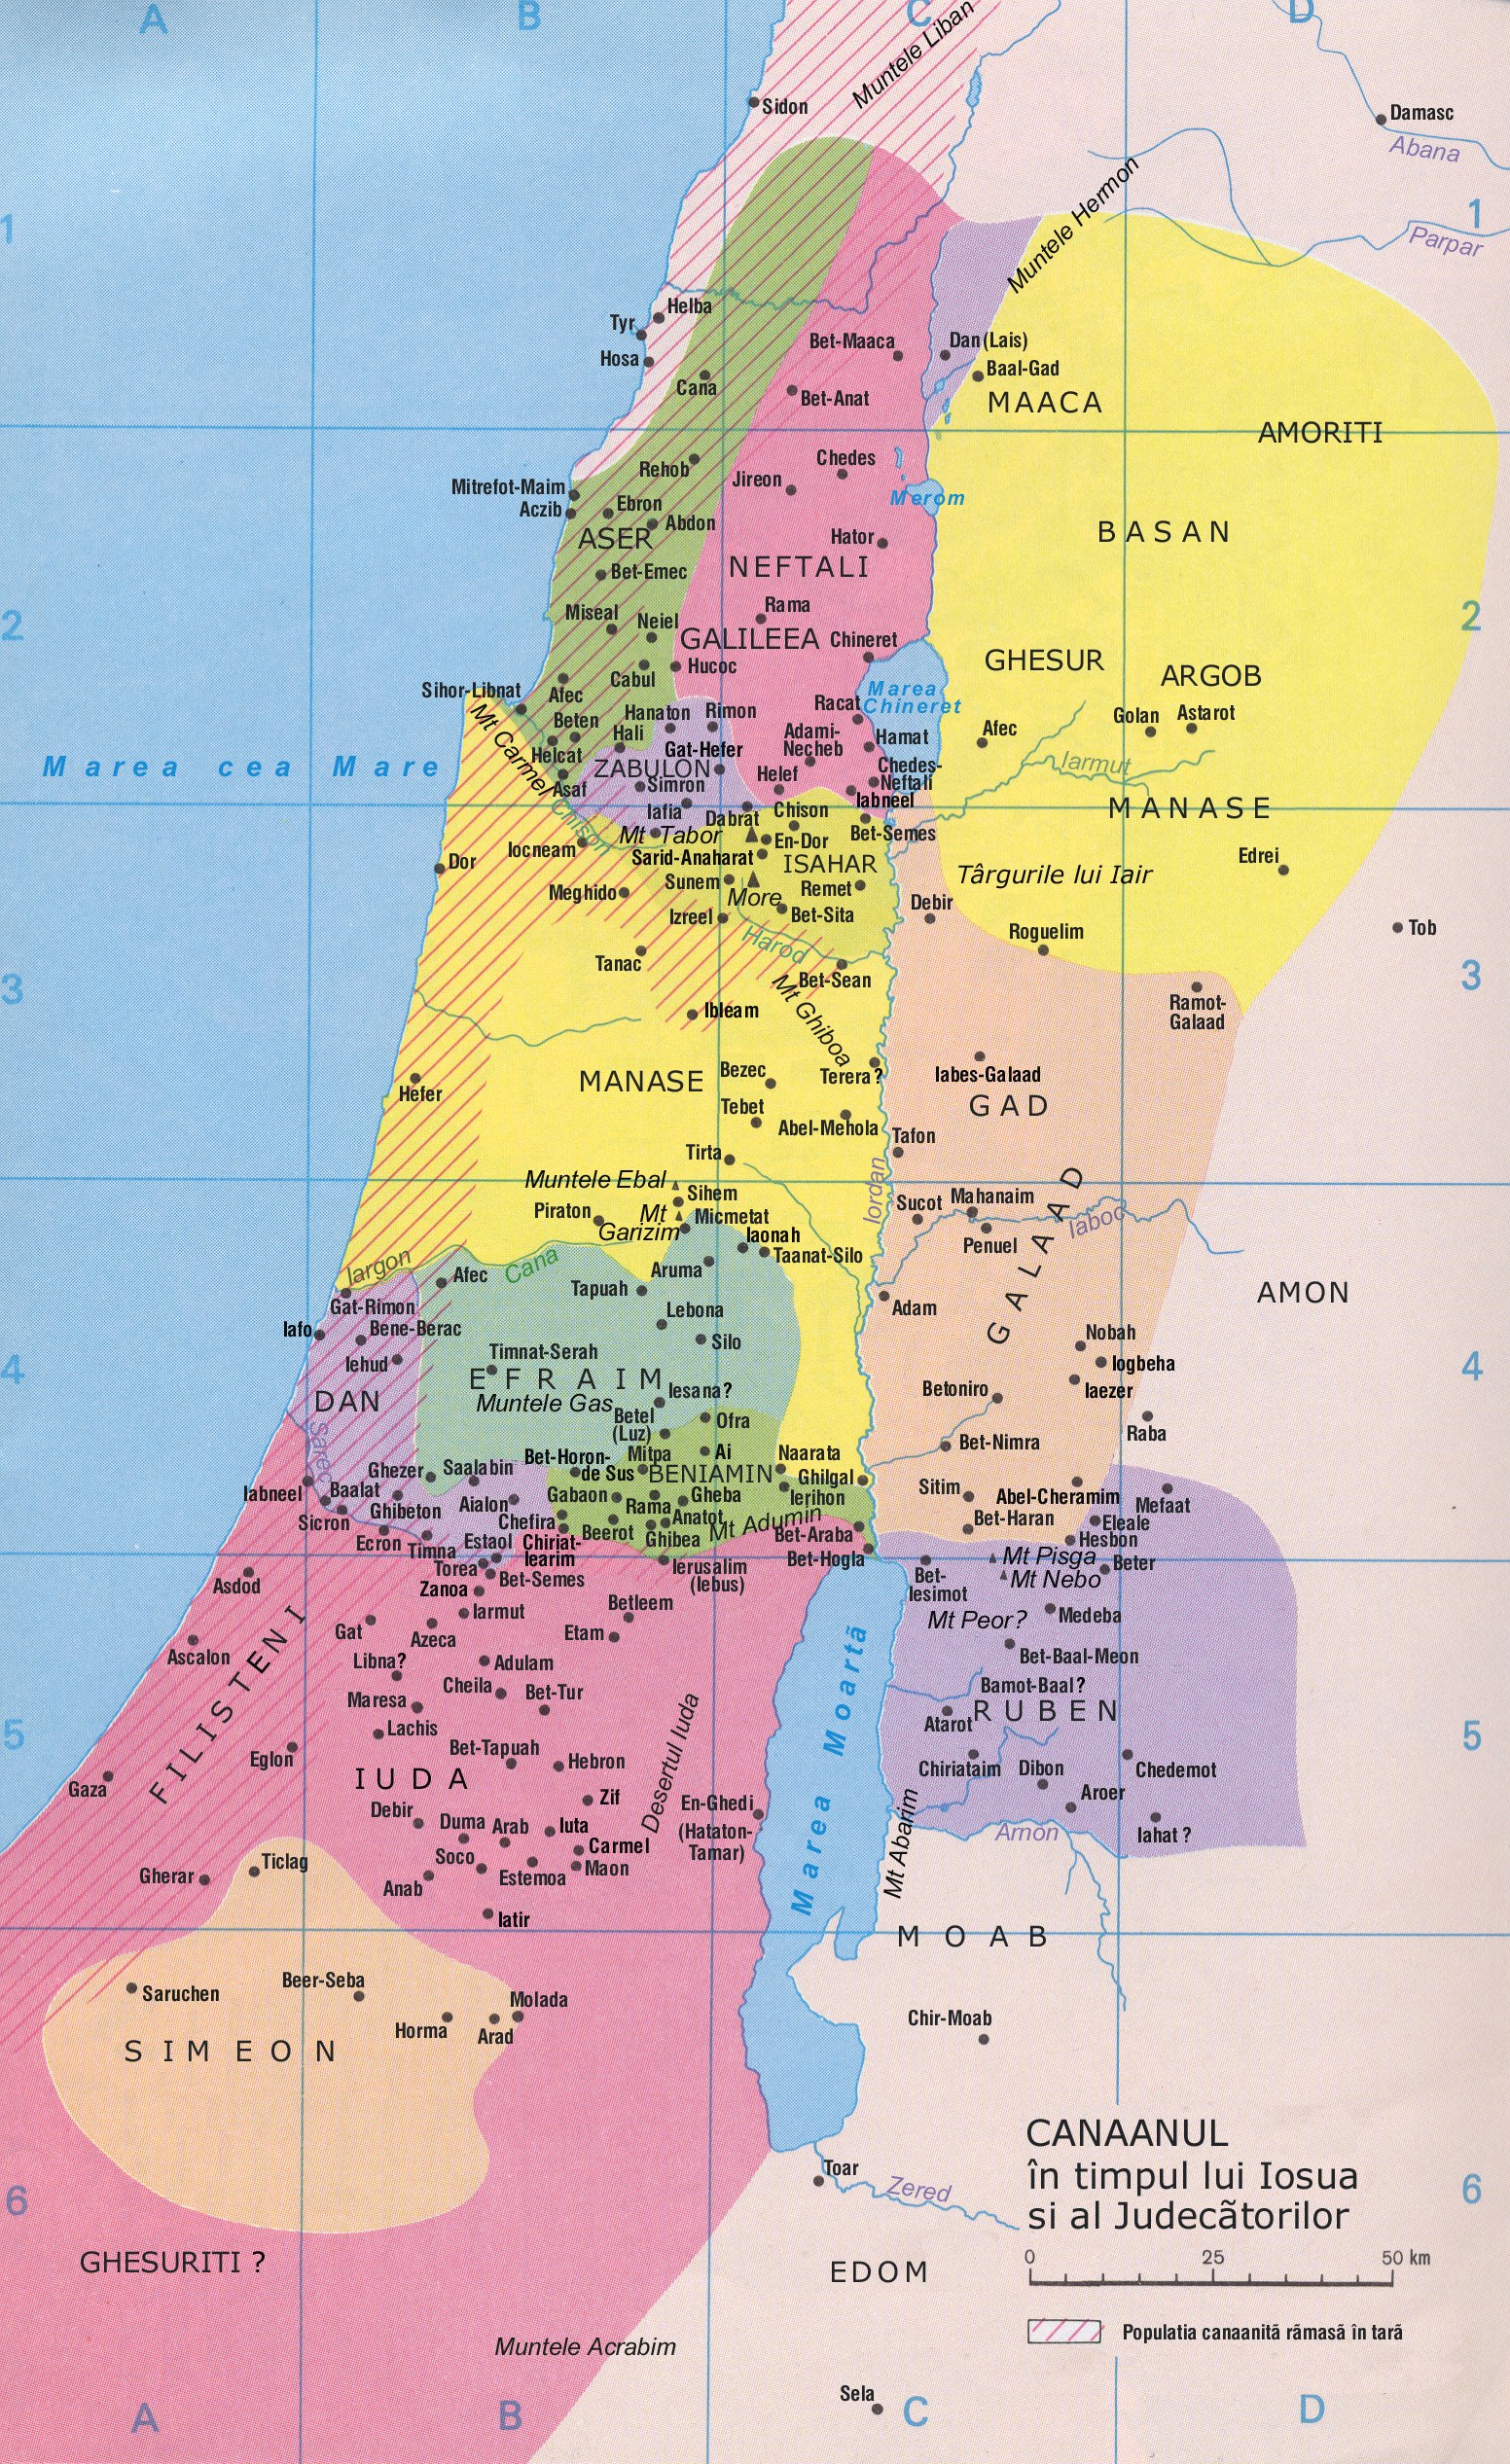 A
B
C
D
Muntele Liban
Sidon
Damasc
Abana
1
1
Muntele Hermon
Parpar
Helba
Tyr
Hosa
Cana
Bet-Maaca
Dan (Lais)
Baal-Gad
MAACA
Bet-Anat
AMORITI
Rehob
Chedes
Jireon
Mitrefot-Maim
Aczib
Ebron
Abdon
Merom
ASER
BASAN
Hator
NEFTALI
Bet-Emec
Miseal
Neiel
Rama
2
2
GALILEEA
Chineret
Hucoc
Cabul
GHESUR
ARGOB
Sihor-Libnat
Afec
Marea
Chineret
Racat
Mt Carmel
Beten
Hanaton
Rimon
Golan
Astarot
Hali
Adami-
Necheb
Hamat
Afec
Helcat
Gat-Hefer
Marea cea Mare
ZABULON
Chedes-
Neftali
Iarmut
Asaf
Simron
Helef
Iabneel
Iafia
Dabrat
Chison
MANASE
Chison
Mt Tabor
En-Dor
Bet-Semes
Iocneam
Sarid-Anaharat
ISAHAR
Edrei
Dor
Târgurile lui Iair
Meghido
Sunem
Remet
More
Debir
Izreel
Bet-Sita
Roguelim
Tob
Harod
Tanac
Bet-Sean
3
3
Mt Ghiboa
Ramot-
Galaad
Ibleam
Bezec
Terera ?
Iabes-Galaad
MANASE
Hefer
GAD
Tebet
Abel-Mehola
Tafon
Tirta
Iordan
Muntele Ebal
Sihem
Sucot
Mahanaim
Piraton
Mt
Garizim
Micmetat
Iaboc
Iaonah
Taanat-Silo
Penuel
GALAAD
Iargon
Cana
Afec
Aruma
Tapuah
AMON
Gat-Rimon
Adam
Lebona
Iafo
Bene-Berac
Silo
Nobah
Iehud
Timnat-Serah
Iogbeha
4
4
EFRAIM
Iaezer
DAN
Muntele Gas
Iesana ?
Betoniro
Betel
(Luz)
Ofra
Raba
Sorec
Bet-Nimra
Bet-Horon-
de Sus
Mitpa
Ai
Naarata
Ghezer
Saalabin
BENIAMIN
Ghilgal
Iabneel
Baalat
Gabaon
Gheba
Ierihon
Sitim
Abel-Cheramim
Mefaat
Ghibeton
Aialon
Rama
Sicron
Chefira
Beerot
Anatot
Mt Adumin
Bet-Haran
Eleale
Ecron
Timna
Estaol
Chiriat-
Iearim
Ghibea
Bet-Araba
Hesbon
Bet-Hogla
Mt Pisga
Beter
Torea
Bet-Semes
Ierusalim
(Iebus)
Bet-
Iesimot
Mt Nebo
Asdod
Zanoa
Iarmut
Betleem
Mt Peor?
Medeba
Gat
Azeca
Etam
Ascalon
Libna?
Adulam
Bet-Baal-Meon
FILISTENI
Cheila
Bet-Tur
Bamot-Baal ?
Maresa
Atarot
RUBEN
Lachis
5
5
Bet-Tapuah
Hebron
Desertul Iuda
Marea Moartă
Eglon
Chiriataim
Dibon
Chedemot
IUDA
Gaza
Zif
En-Ghedi
(Hataton-
Tamar)
Aroer
Debir
Duma
Arab
Iuta
Arnon
Iahat ?
Carmel
Mt Abarim
Soco
Maon
Ticlag
Gherar
Anab
Estemoa
Iatir
MOAB
Saruchen
Beer-Seba
Molada
Horma
Arad
Chir-Moab
SIMEON
CANAANUL
în timpul lui Iosua
si al Judecãtorilor
Toar
Zered
6
6
0 25 50 km
GHESURITI ?
EDOM
Populatia canaanitã rãmasã în tarã
Muntele Acrabim
Sela
A
B
C
D